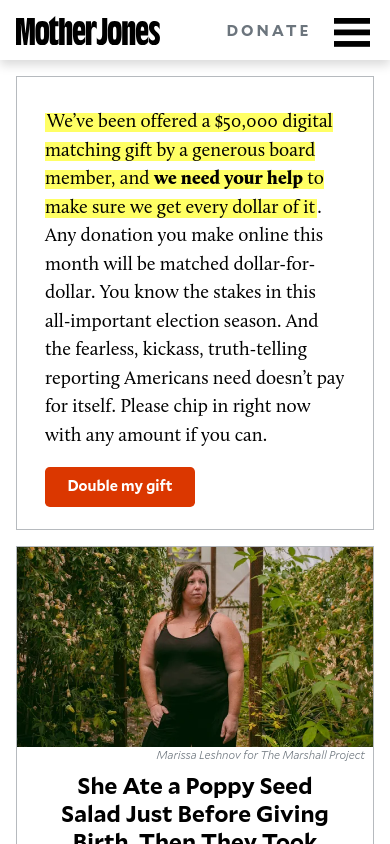 Mother Jones
DONATE
We've been offered a $50,000 digital
matching gift by a generous board
member, and we need your help to
make sure we get every dollar of it.
Any donation you make online this
month will be matched dollar-for-
dollar. You know the stakes in this
all-important election season. And
the fearless, kickass, truth-telling
reporting Americans need doesn't pay
for itself. Please chip in right now
with any amount if you can.
Double my gift
Marissa Leshnov for The Marshall Project
She Ate a Poppy Seed
Salad Just Before Giving
Birth. Then They Took